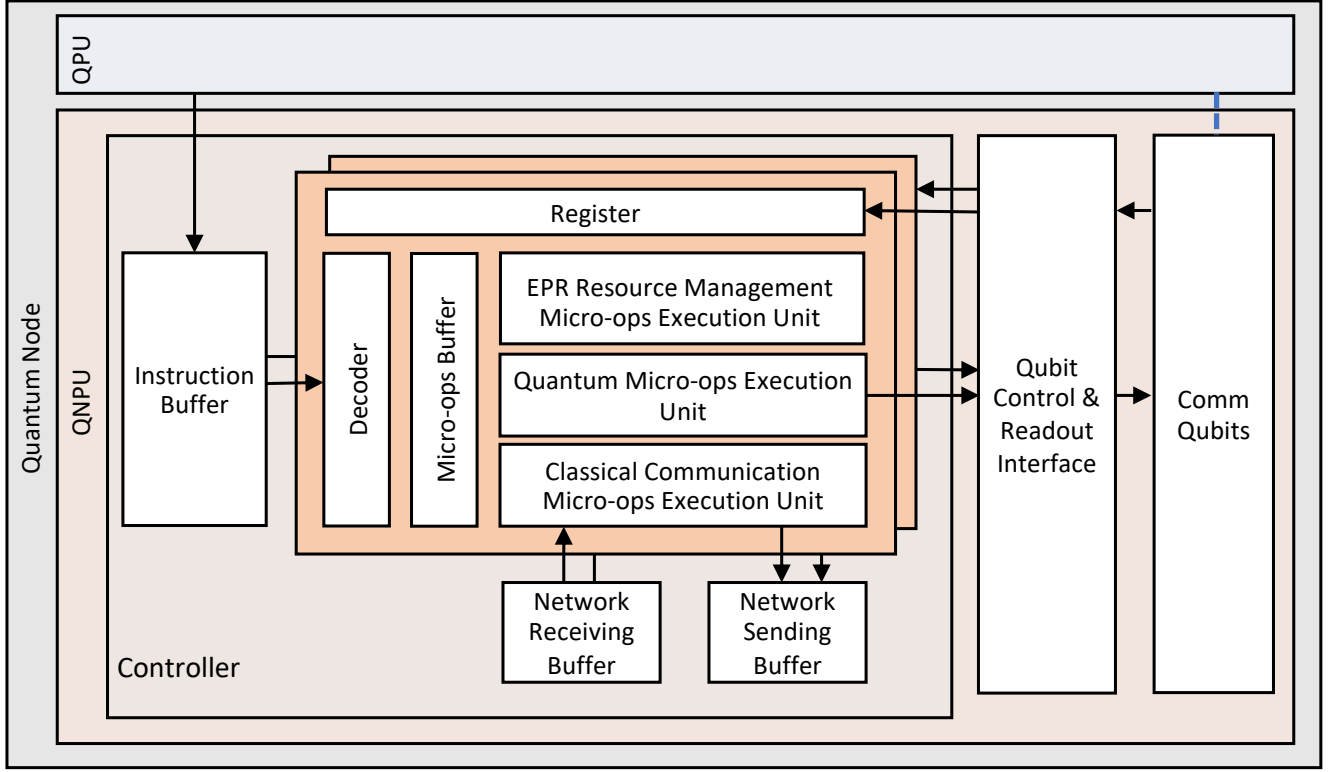 Quantum Node
QPU
QNPU
Register
EPR Resource Management
Micro-ops Execution Unit
Instruction
Buffer
Decoder
Micro-ops Buffer
Quantum Micro-ops Execution
Unit
Classical Communication
Micro-ops Execution Unit
Qubit
Control &
Readout
Interface
Comm
Qubits
Network
Receiving
Buffer
Network
Sending
Buffer
Controller